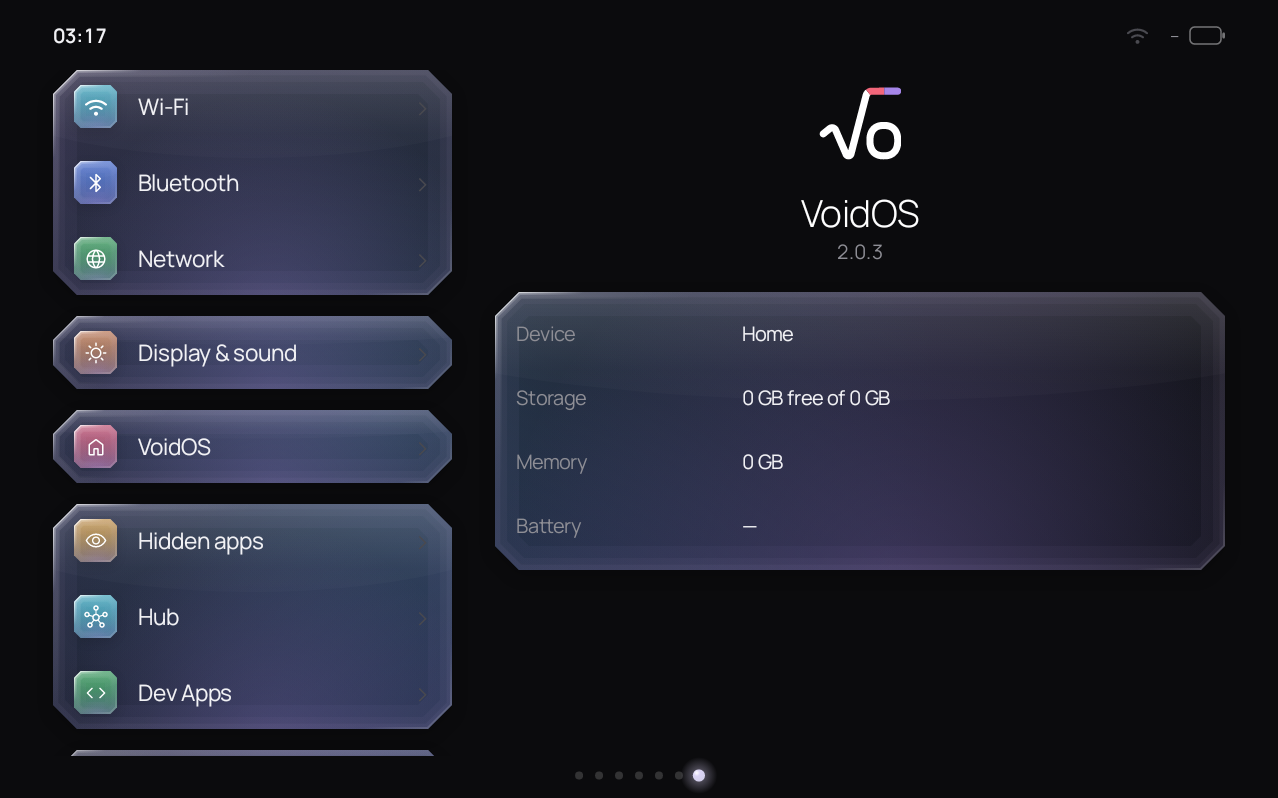 03:17
–
Wi-Fi
Bluetooth
Network
Display & sound
VoidOS
Hidden apps
Hub
Dev Apps
√o
VoidOS
2.0.3
Device Home
Storage 0 GB free of 0 GB
Memory 0 GB
Battery —